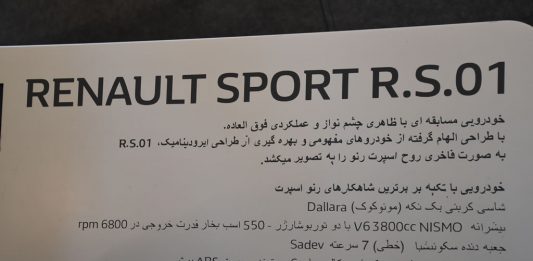 RENAULT SPORT R.S.01
خودرویی مسابقه ای با ظاهری چشم نواز و عملکردی فوق العاده.
با طراحی الهام گرفته از خودروهای مفهومی و بهره گیری از طراحی ایرودینامیک، R.S.01
به صورت فاخری روح اسپرت رنو را به تصویر میکشد.
خودرویی با تکیه بر برترین شاهکارهای رنو اسپرت
شاسی کربنی یک تکه (مونوکوک) Dallara
پیشرانه V6 3800cc NISMO با دو توربوشارژر - 550 اسب بخار قدرت خروجی در 6800 rpm
جعبه دنده سکوئنشیا (خطی) 7 سرعته Sadev
ABS